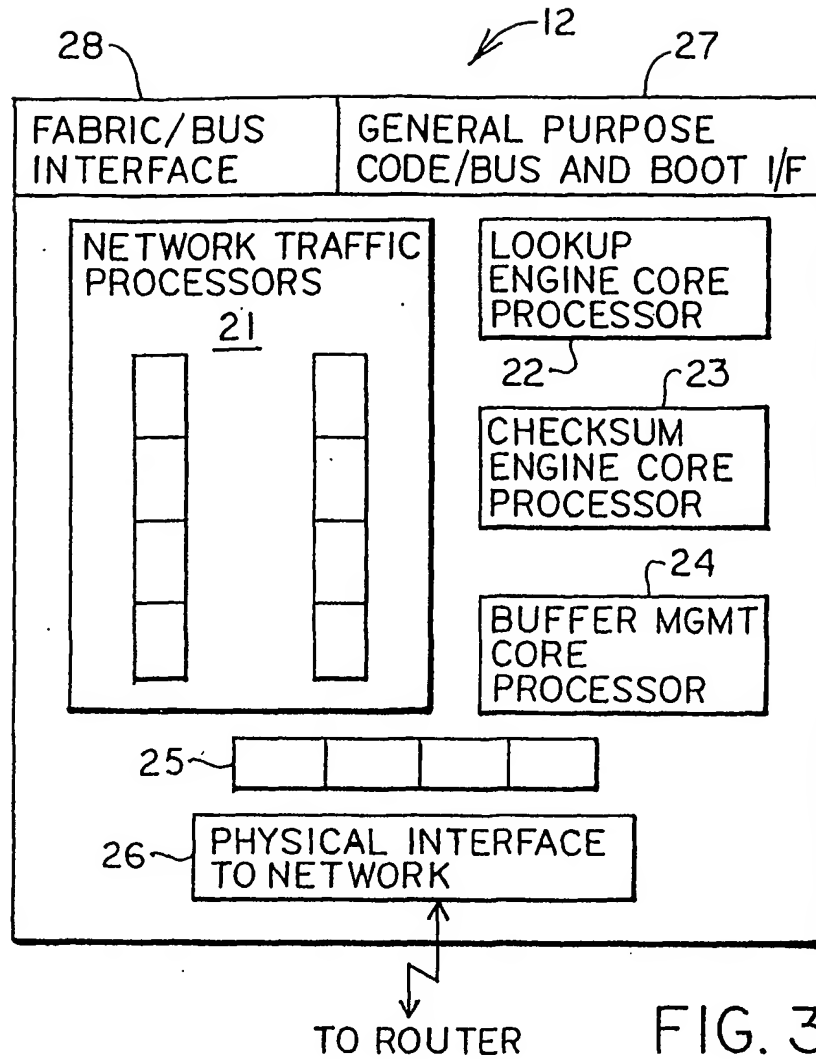 12
28
27
FABRIC/BUS
INTERFACE
GENERAL PURPOSE
CODE/BUS AND BOOT I/F
NETWORK TRAFFIC
PROCESSORS
21
LOOKUP
ENGINE CORE
PROCESSOR
22
23
CHECKSUM
ENGINE CORE
PROCESSOR
24
BUFFER MGMT
CORE
PROCESSOR
25
26
PHYSICAL INTERFACE
TO NETWORK
TO ROUTER
FIG. 3